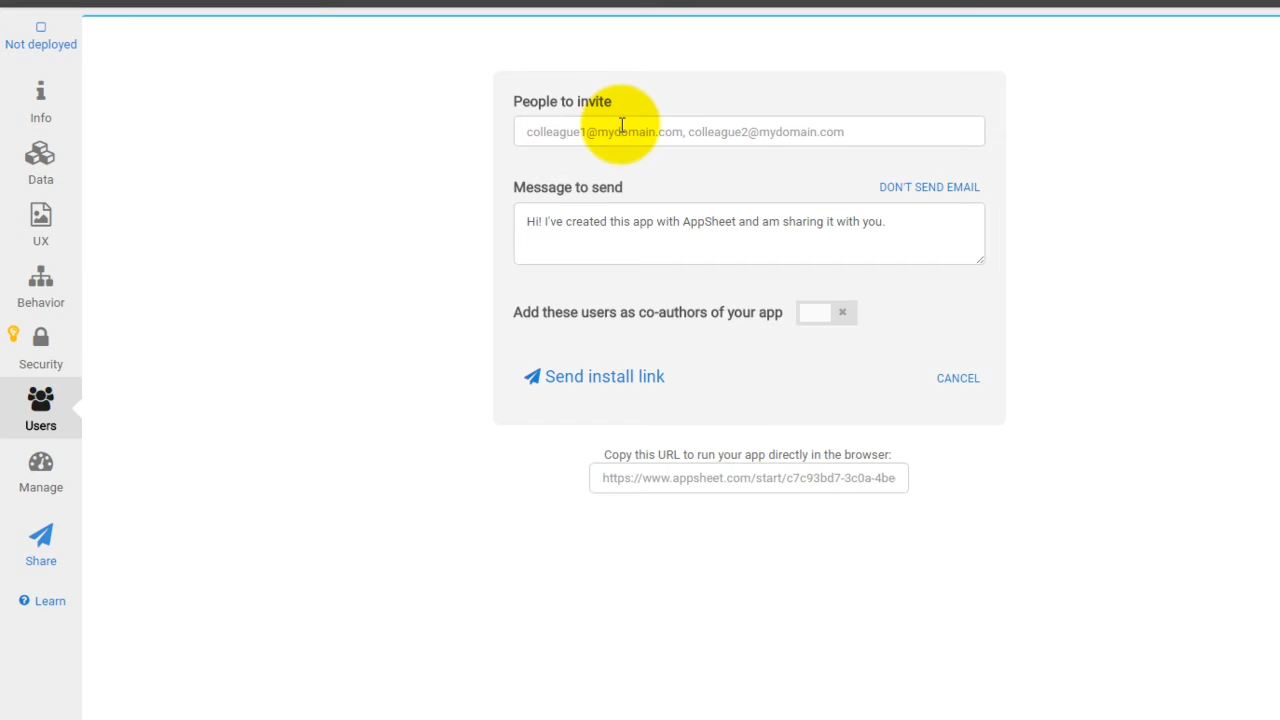 Not deployed
Info
Data
UX
Behavior
Security
Users
Manage
Share
Learn
People to invite
colleague1@mydomain.com, colleague2@mydomain.com
Message to send
DON'T SEND EMAIL
Hi! I've created this app with AppSheet and am sharing it with you.
Add these users as co-authors of your app
Send install link
CANCEL
Copy this URL to run your app directly in the browser:
https://www.appsheet.com/start/c7c93bd7-3c0a-4be